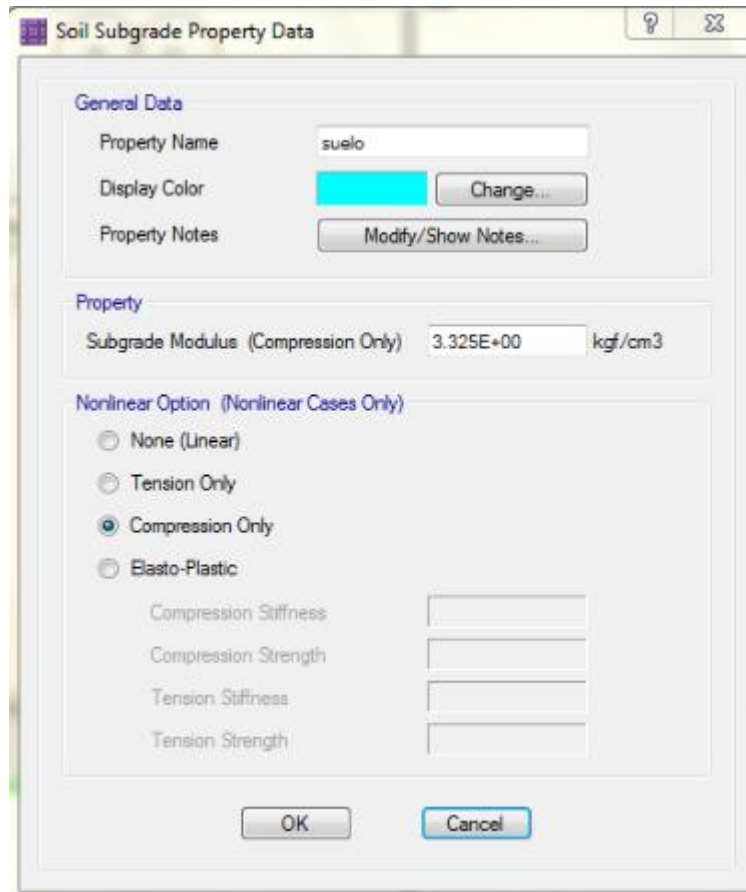 Soil Subgrade Property Data
General Data
Property Name suelo
Display Color Change...
Property Notes Modify/Show Notes...
Property
Subgrade Modulus (Compression Only) 3.325E+00 kgf/cm3
Nonlinear Option (Nonlinear Cases Only)
None (Linear)
Tension Only
Compression Only
Elasto-Plastic
Compression Stiffness
Compression Strength
Tension Stiffness
Tension Strength
OK Cancel